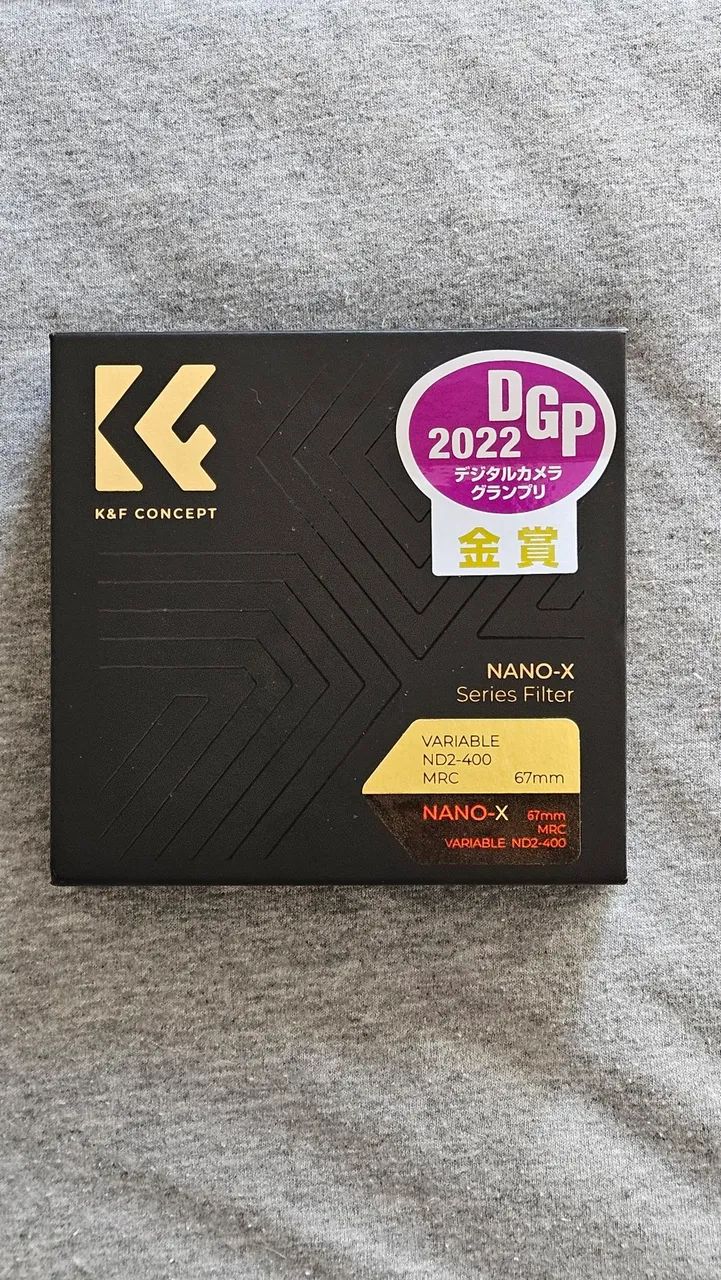 K&F CONCEPT
DGP
2022
デジタルカメラ
グランプリ
金賞
NANO-X
Series Filter
VARIABLE
ND2-400
MRC 67mm
NANO-X 67mm
MRC
VARIABLE ND2-400